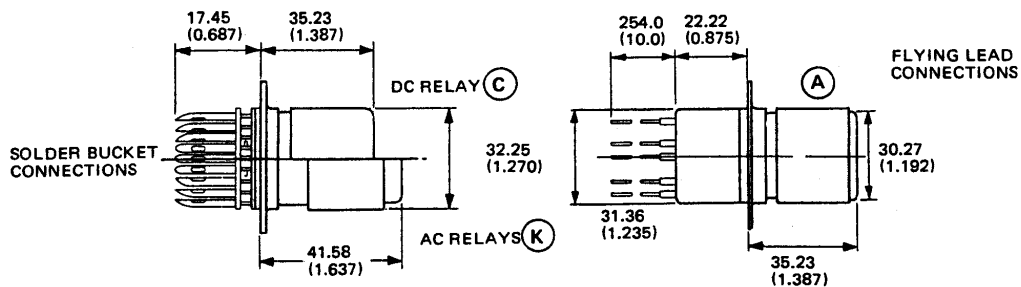 17.45
(0.687)
35.23
(1.387)
DC RELAY C
SOLDER BUCKET
CONNECTIONS
32.25
(1.270)
AC RELAYS K
41.58
(1.637)
254.0
(10.0)
22.22
(0.875)
FLYING LEAD
CONNECTIONS
A
30.27
(1.192)
31.36
(1.235)
35.23
(1.387)